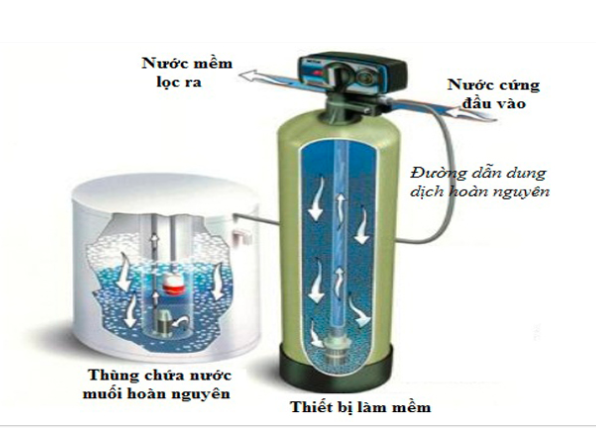 Nước mềm
lọc ra
Nước cứng
đầu vào
Đường dẫn dung
dịch hoàn nguyên
Thùng chứa nước
muối hoàn nguyên
Thiết bị làm mềm